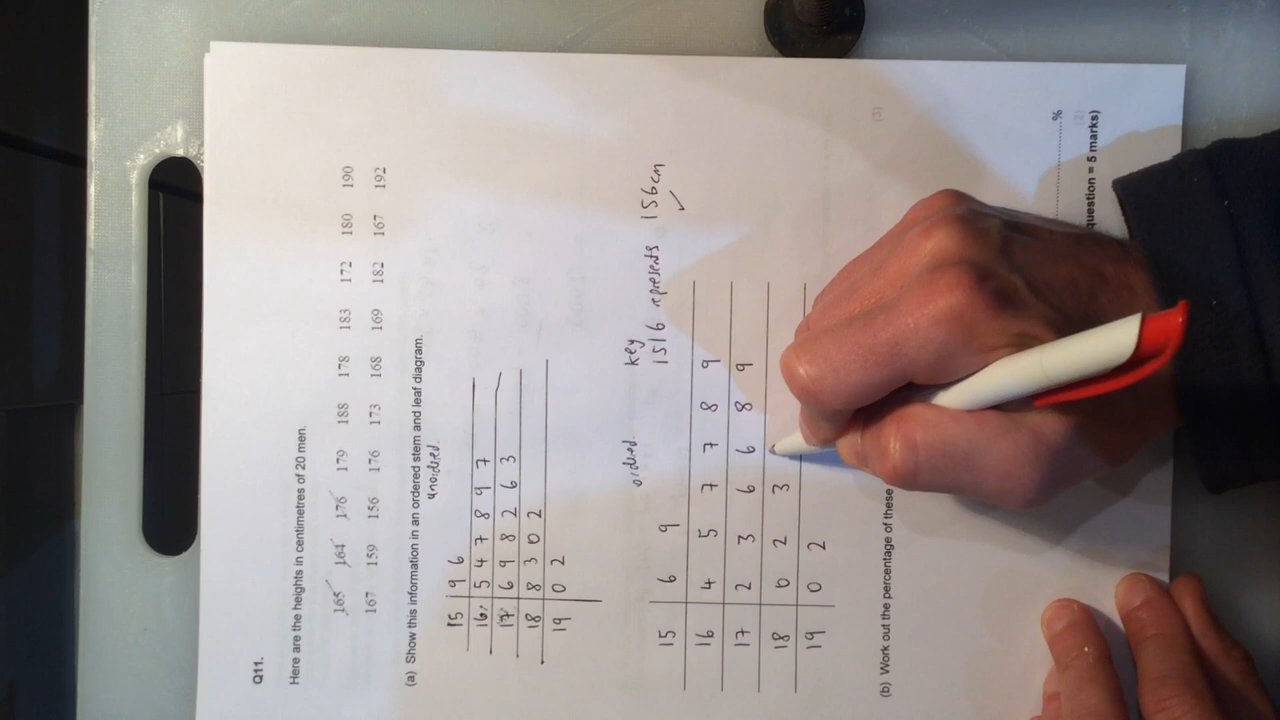 Q11.
Here are the heights in centimetres of 20 men.
165 164 176 179 188 178 183 172 180 190
167 159 156 176 173 168 169 182 167 192
(a) Show this information in an ordered stem and leaf diagram.
unordered.
15 | 9 6
16 | 5 4 7 8 9 7
17 | 6 9 8 2 6 3
18 | 8 3 0 2
19 | 0 2
ordered. key
15|6 represents 156cm
15 | 6 9
16 | 4 5 7 7 8 9
17 | 2 3 6 6 8 9
18 | 0 2 3
19 | 0 2
(3)
(b) Work out the percentage of these
%
(2)
question = 5 marks)